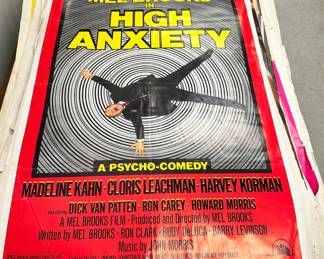 MEL BROOKS
IN
HIGH
ANXIETY
A PSYCHO-COMEDY
MADELINE KAHN · CLORIS LEACHMAN · HARVEY KORMAN
DICK VAN PATTEN · RON CAREY · HOWARD MORRIS
A MEL BROOKS FILM · Produced and Directed by MEL BROOKS
Written by MEL BROOKS · RON CLARK · RUDY DeLUCA · BARRY LEVINSON
Music by JOHN MORRIS